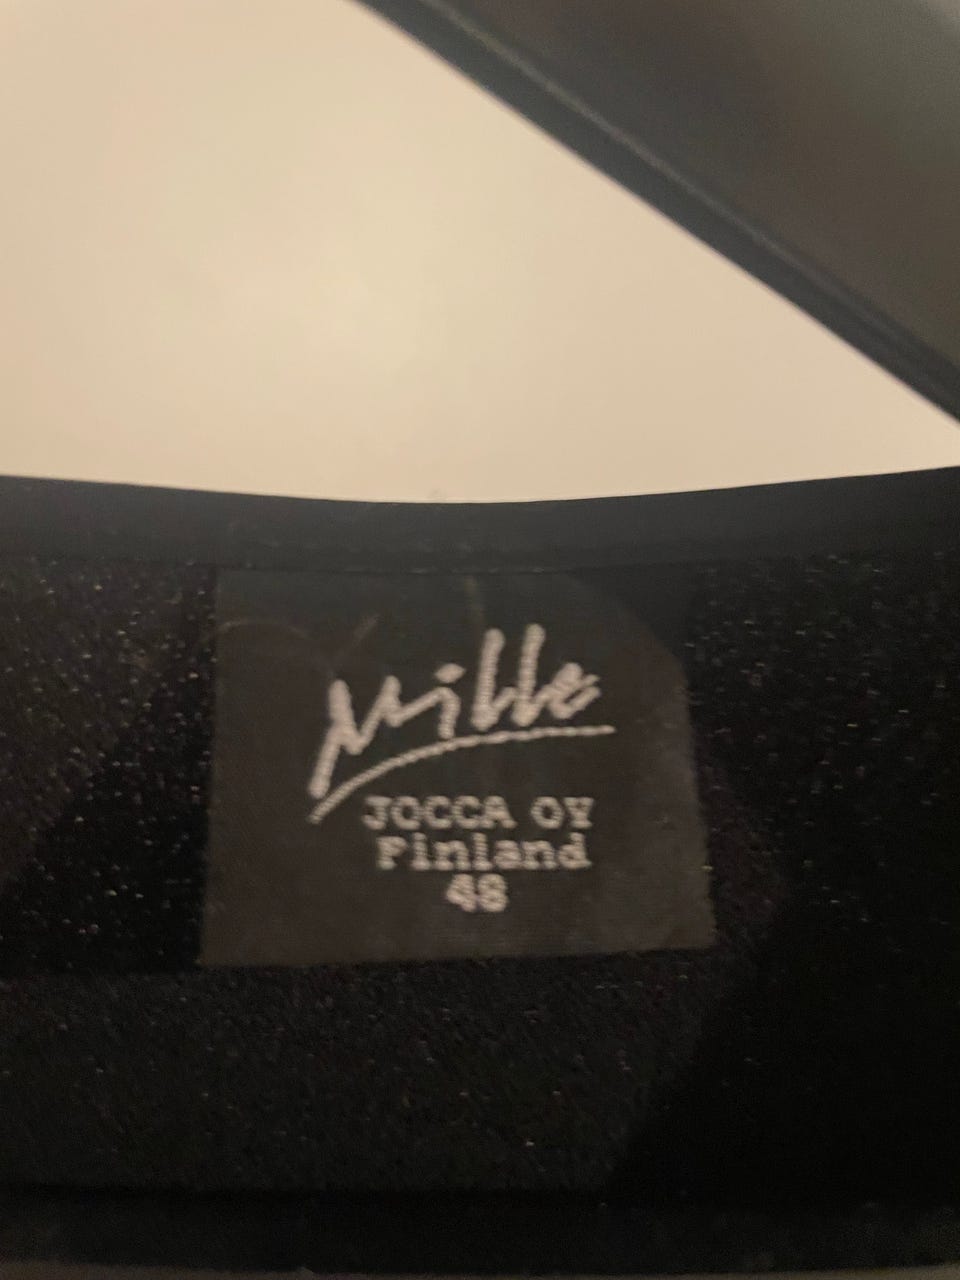 Mille
JOCCA OY
Finland
48